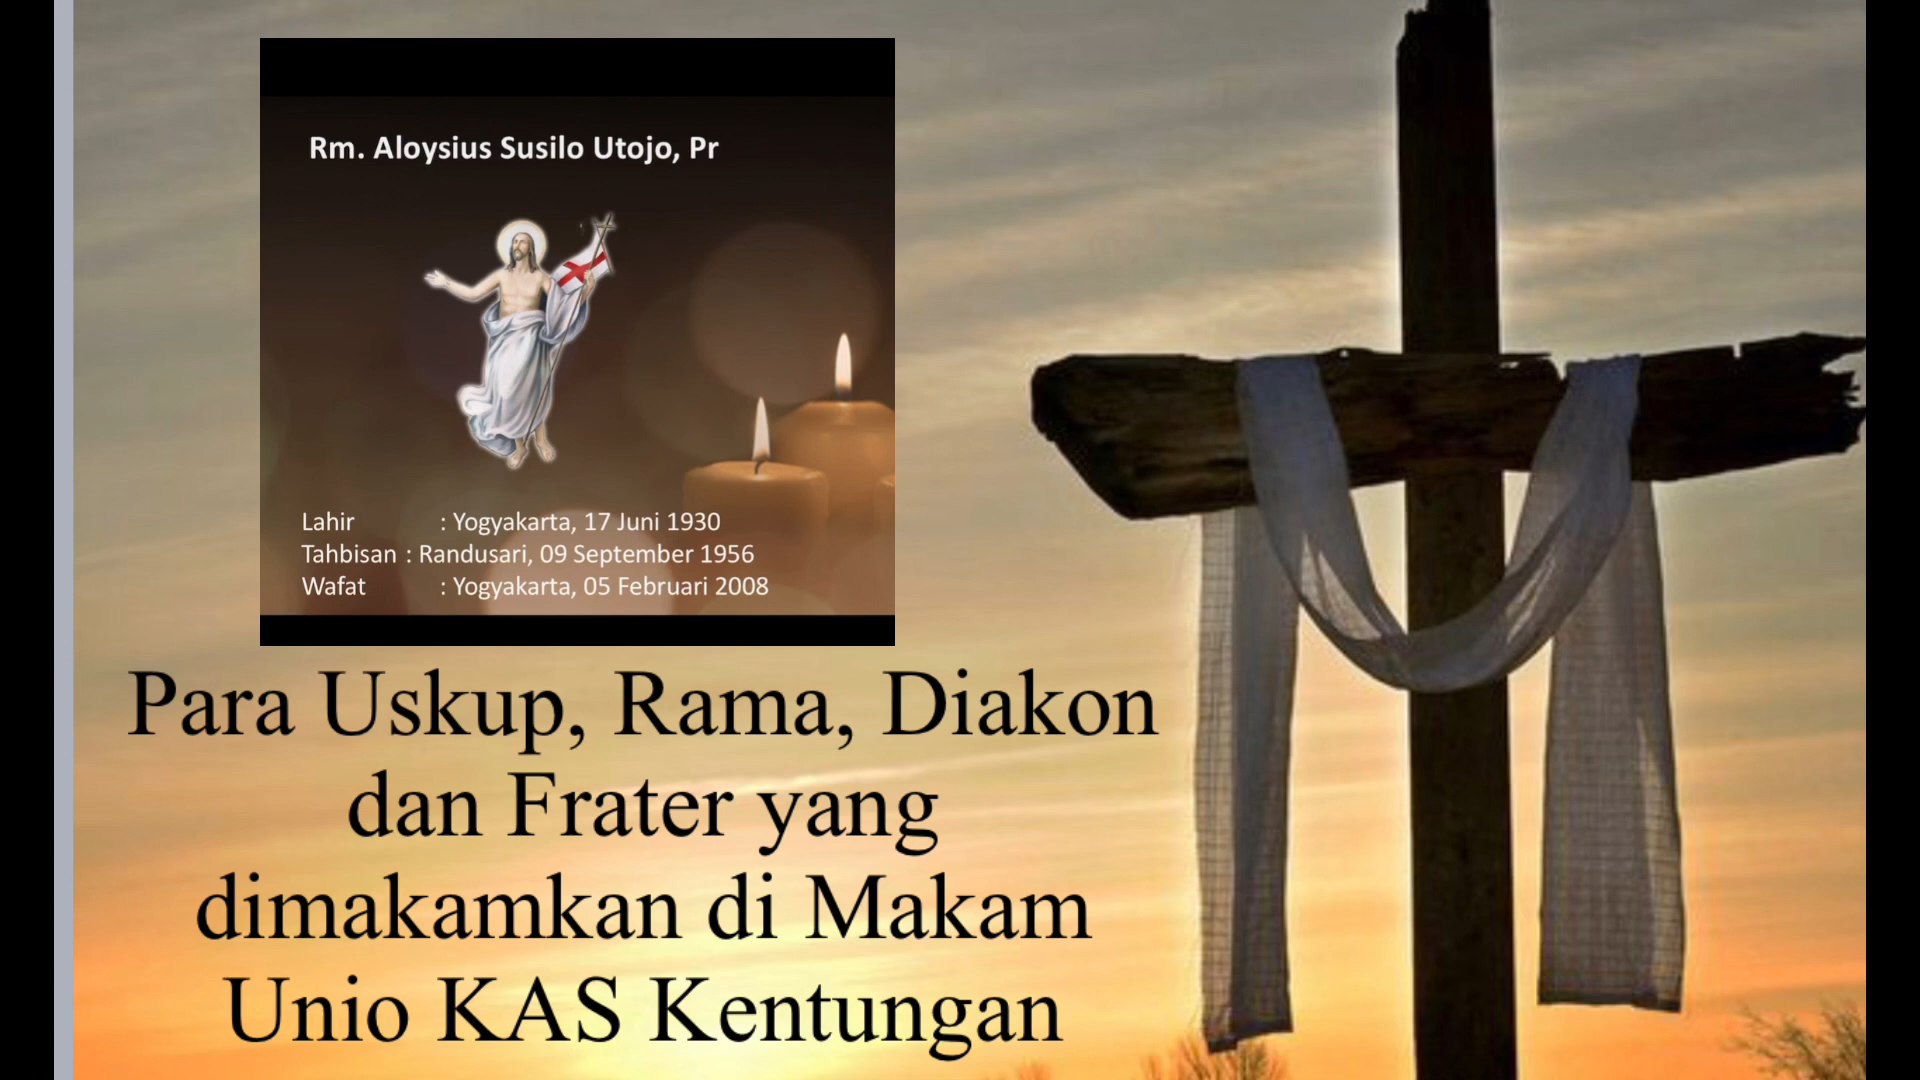 Rm. Aloysius Susilo Utojo, Pr
Lahir : Yogyakarta, 17 Juni 1930
Tahbisan : Randusari, 09 September 1956
Wafat : Yogyakarta, 05 Februari 2008
Para Uskup, Rama, Diakon
dan Frater yang
dimakamkan di Makam
Unio KAS Kentungan